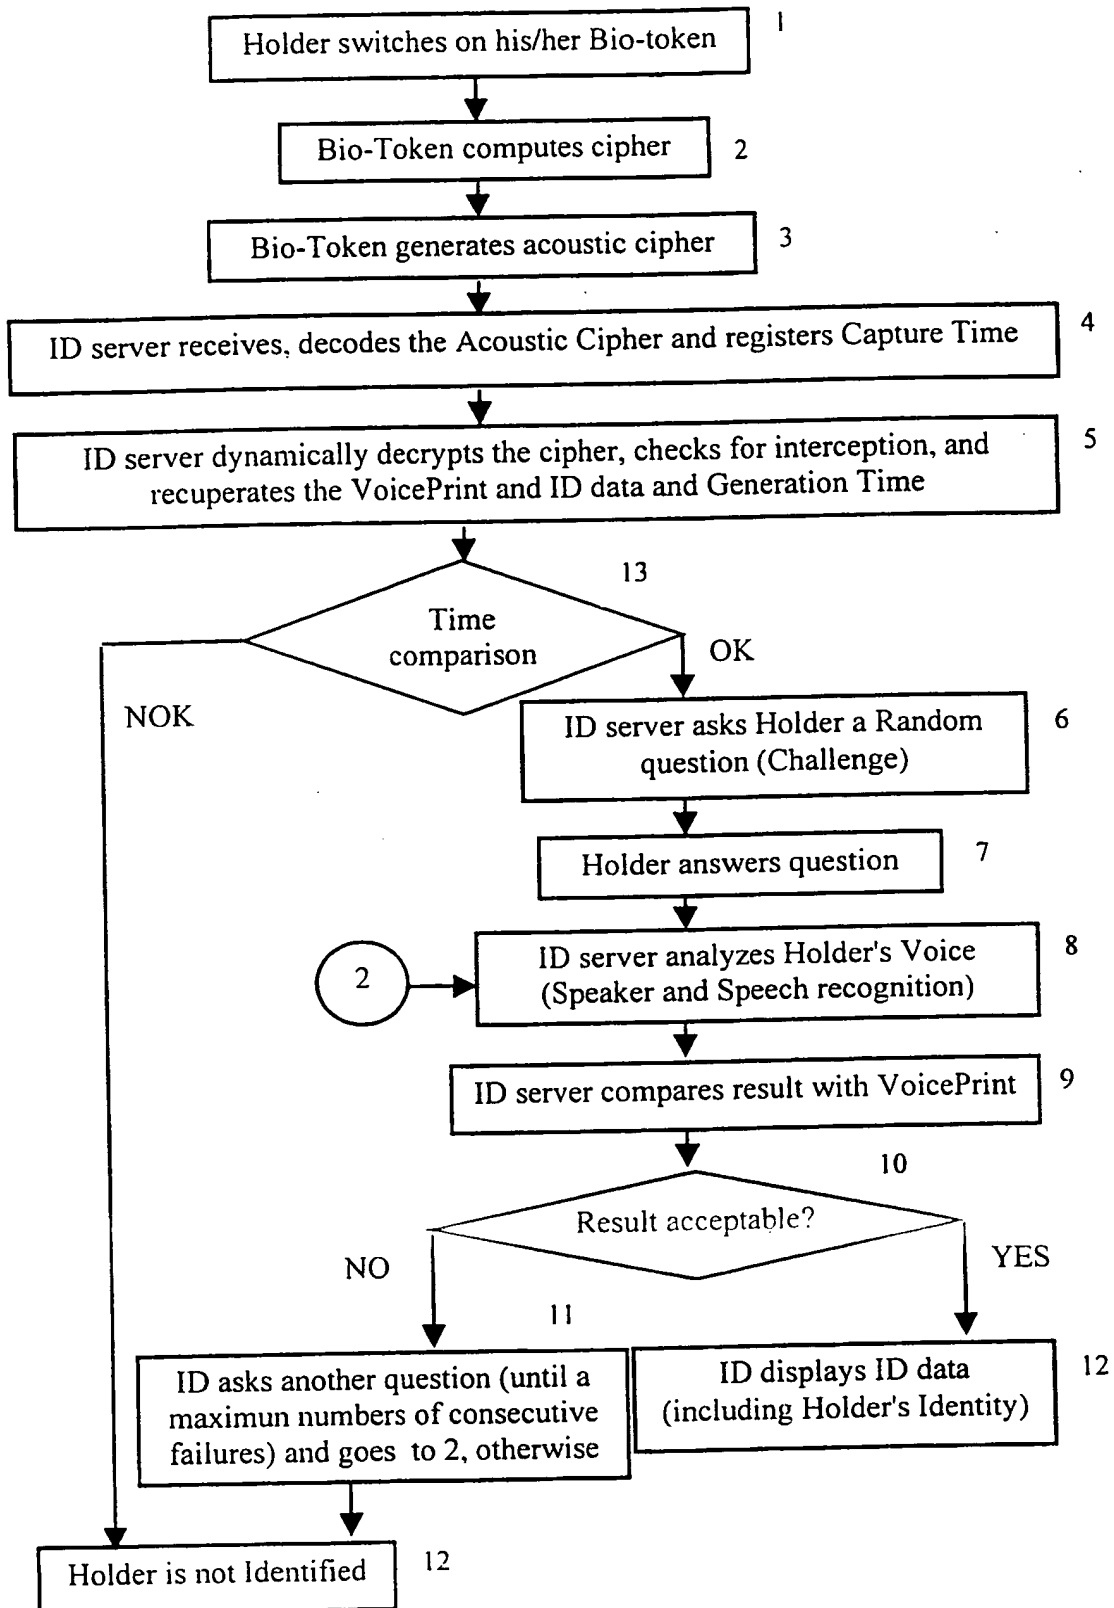 Holder switches on his/her Bio-token
1
Bio-Token computes cipher
2
Bio-Token generates acoustic cipher
3
ID server receives, decodes the Acoustic Cipher and registers Capture Time
4
ID server dynamically decrypts the cipher, checks for interception, and
recuperates the VoicePrint and ID data and Generation Time
5
13
Time
comparison
OK
NOK
ID server asks Holder a Random
question (Challenge)
6
Holder answers question
7
2
ID server analyzes Holder's Voice
(Speaker and Speech recognition)
8
ID server compares result with VoicePrint
9
10
Result acceptable?
NO
YES
11
ID asks another question (until a
maximun numbers of consecutive
failures) and goes to 2, otherwise
ID displays ID data
(including Holder's Identity)
12
Holder is not Identified
12